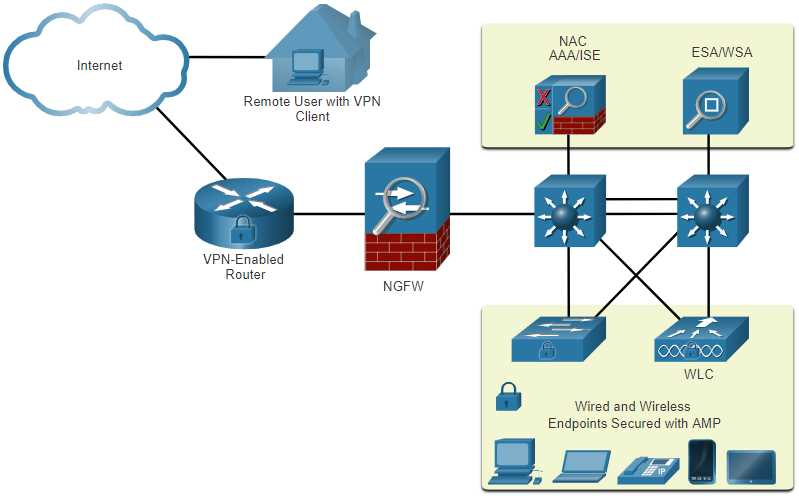 Internet
Remote User with VPN
Client
NAC
AAA/ISE
ESA/WSA
VPN-Enabled
Router
NGFW
WLC
Wired and Wireless
Endpoints Secured with AMP
IP